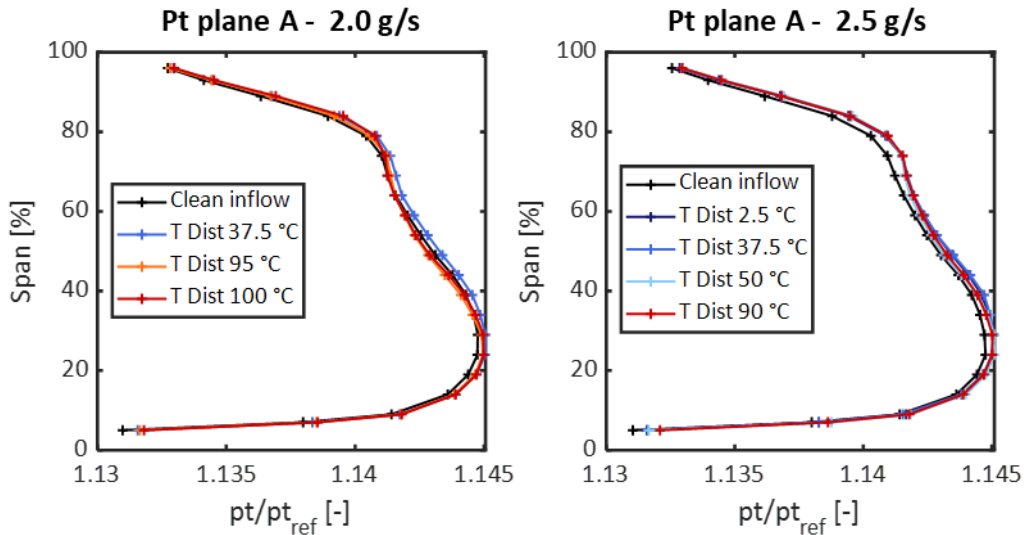 Pt plane A - 2.0 g/s
100
80
60
40
20
0
Span [%]
Clean inflow
T Dist 37.5 °C
T Dist 95 °C
T Dist 100 °C
1.13 1.135 1.14 1.145
pt/pt_ref [-]
Pt plane A - 2.5 g/s
100
80
60
40
20
0
Span [%]
Clean inflow
T Dist 2.5 °C
T Dist 37.5 °C
T Dist 50 °C
T Dist 90 °C
1.13 1.135 1.14 1.145
pt/pt_ref [-]